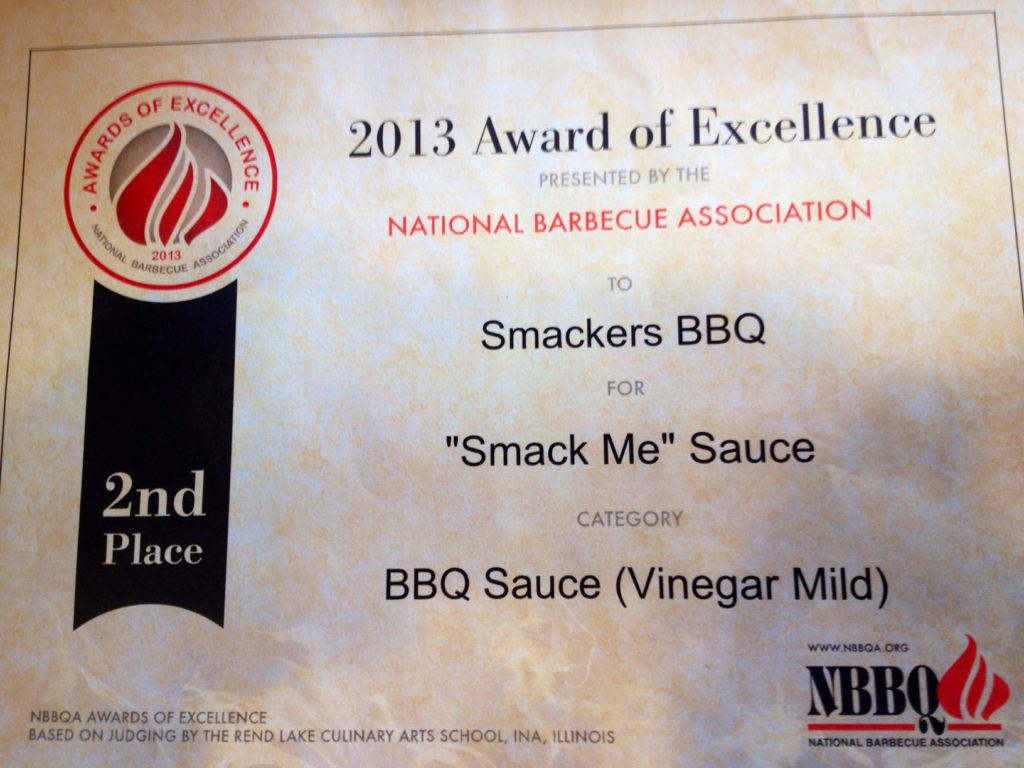 AWARDS OF EXCELLENCE
2013
NATIONAL BARBECUE ASSOCIATION
2nd
Place
2013 Award of Excellence
PRESENTED BY THE
NATIONAL BARBECUE ASSOCIATION
TO
Smackers BBQ
FOR
"Smack Me" Sauce
CATEGORY
BBQ Sauce (Vinegar Mild)
NBBQA AWARDS OF EXCELLENCE
BASED ON JUDGING BY THE REND LAKE CULINARY ARTS SCHOOL, INA, ILLINOIS
WWW.NBBQA.ORG
NBBQ
NATIONAL BARBECUE ASSOCIATION